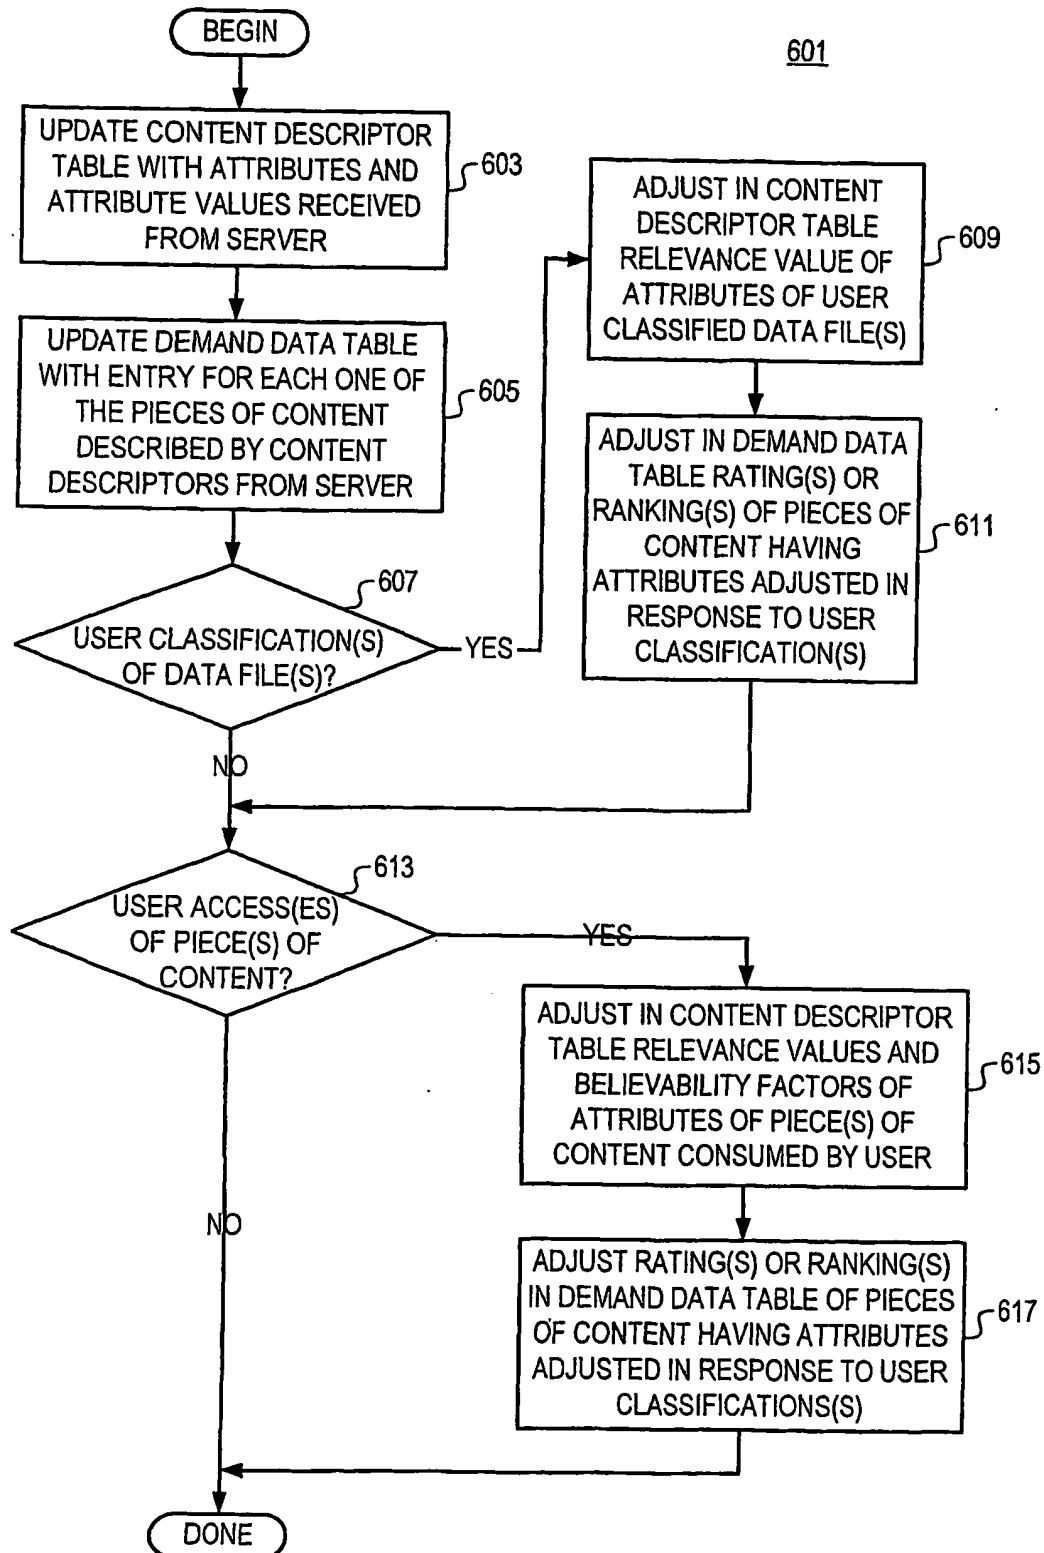 BEGIN
601
UPDATE CONTENT DESCRIPTOR
TABLE WITH ATTRIBUTES AND
ATTRIBUTE VALUES RECEIVED
FROM SERVER
603
UPDATE DEMAND DATA TABLE
WITH ENTRY FOR EACH ONE OF
THE PIECES OF CONTENT
DESCRIBED BY CONTENT
DESCRIPTORS FROM SERVER
605
607
USER CLASSIFICATION(S)
OF DATA FILE(S)?
YES
NO
ADJUST IN CONTENT
DESCRIPTOR TABLE
RELEVANCE VALUE OF
ATTRIBUTES OF USER
CLASSIFIED DATA FILE(S)
609
ADJUST IN DEMAND DATA
TABLE RATING(S) OR
RANKING(S) OF PIECES OF
CONTENT HAVING
ATTRIBUTES ADJUSTED IN
RESPONSE TO USER
CLASSIFICATION(S)
611
613
USER ACCESS(ES)
OF PIECE(S) OF
CONTENT?
YES
NO
ADJUST IN CONTENT DESCRIPTOR
TABLE RELEVANCE VALUES AND
BELIEVABILITY FACTORS OF
ATTRIBUTES OF PIECE(S) OF
CONTENT CONSUMED BY USER
615
ADJUST RATING(S) OR RANKING(S)
IN DEMAND DATA TABLE OF PIECES
OF CONTENT HAVING ATTRIBUTES
ADJUSTED IN RESPONSE TO USER
CLASSIFICATIONS(S)
617
DONE